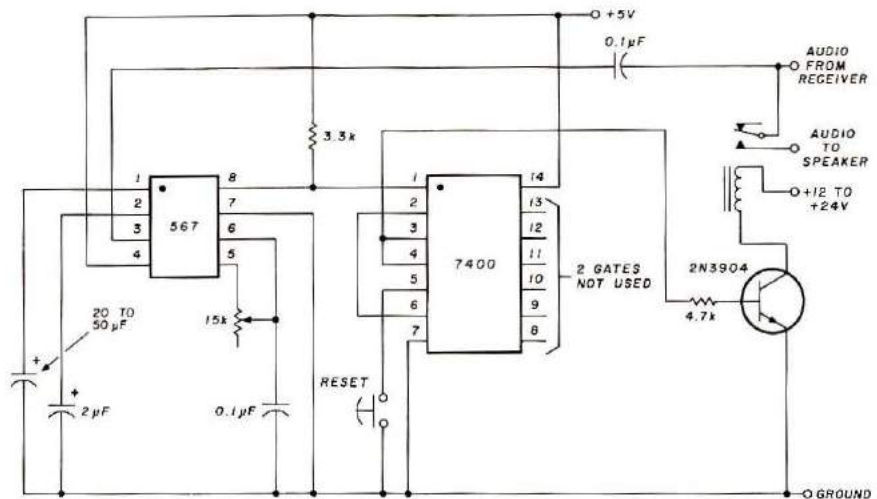 +5V
0.1µF
AUDIO
FROM
RECEIVER
3.3k
AUDIO
TO
SPEAKER
+12 TO
+24V
1
2
3
4
567
8
7
6
5
1
2
3
4
5
6
7
7400
14
13
12
11
10
9
8
2 GATES
NOT USED
2N3904
4.7k
20 TO
50µF
15k
RESET
+
+
2µF
0.1µF
GROUND